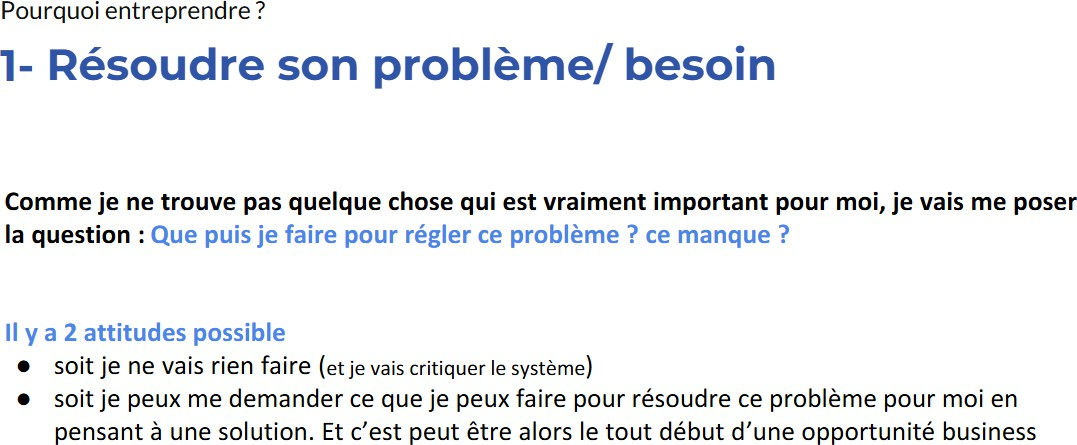 Pourquoi entreprendre ?
1- Résoudre son problème/ besoin
Comme je ne trouve pas quelque chose qui est vraiment important pour moi, je vais me poser
la question : Que puis je faire pour régler ce problème ? ce manque ?
Il y a 2 attitudes possible
● soit je ne vais rien faire (et je vais critiquer le système)
● soit je peux me demander ce que je peux faire pour résoudre ce problème pour moi en
pensant à une solution. Et c’est peut être alors le tout début d’une opportunité business